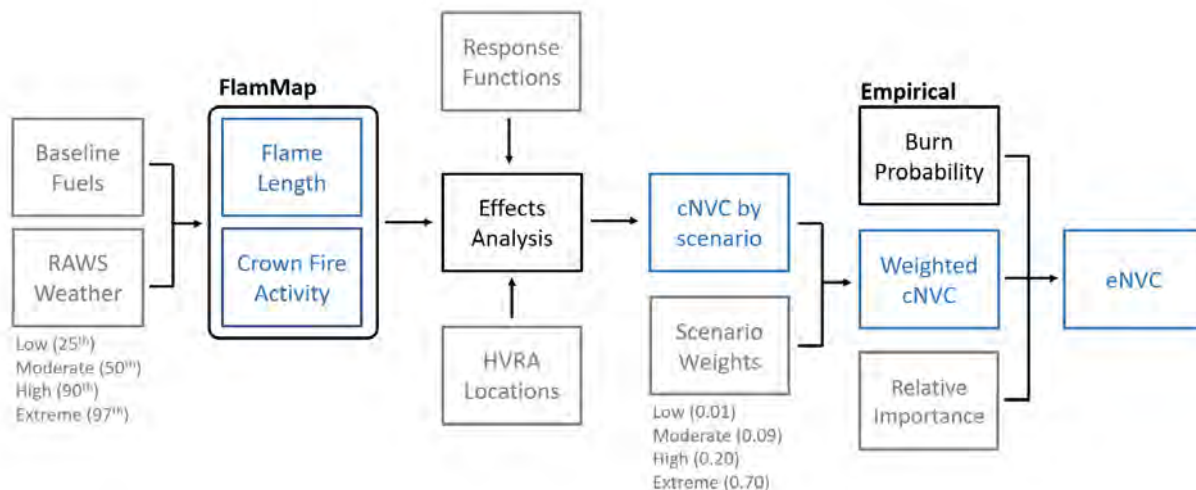 Response
Functions
FlamMap
Empirical
Baseline
Fuels
Flame
Length
Burn
Probability
Effects
Analysis
cNVC by
scenario
RAWS
Weather
Crown Fire
Activity
Weighted
cNVC
eNVC
Low (25th)
Moderate (50th)
High (90th)
Extreme (97th)
HVRA
Locations
Scenario
Weights
Relative
Importance
Low (0.01)
Moderate (0.09)
High (0.20)
Extreme (0.70)